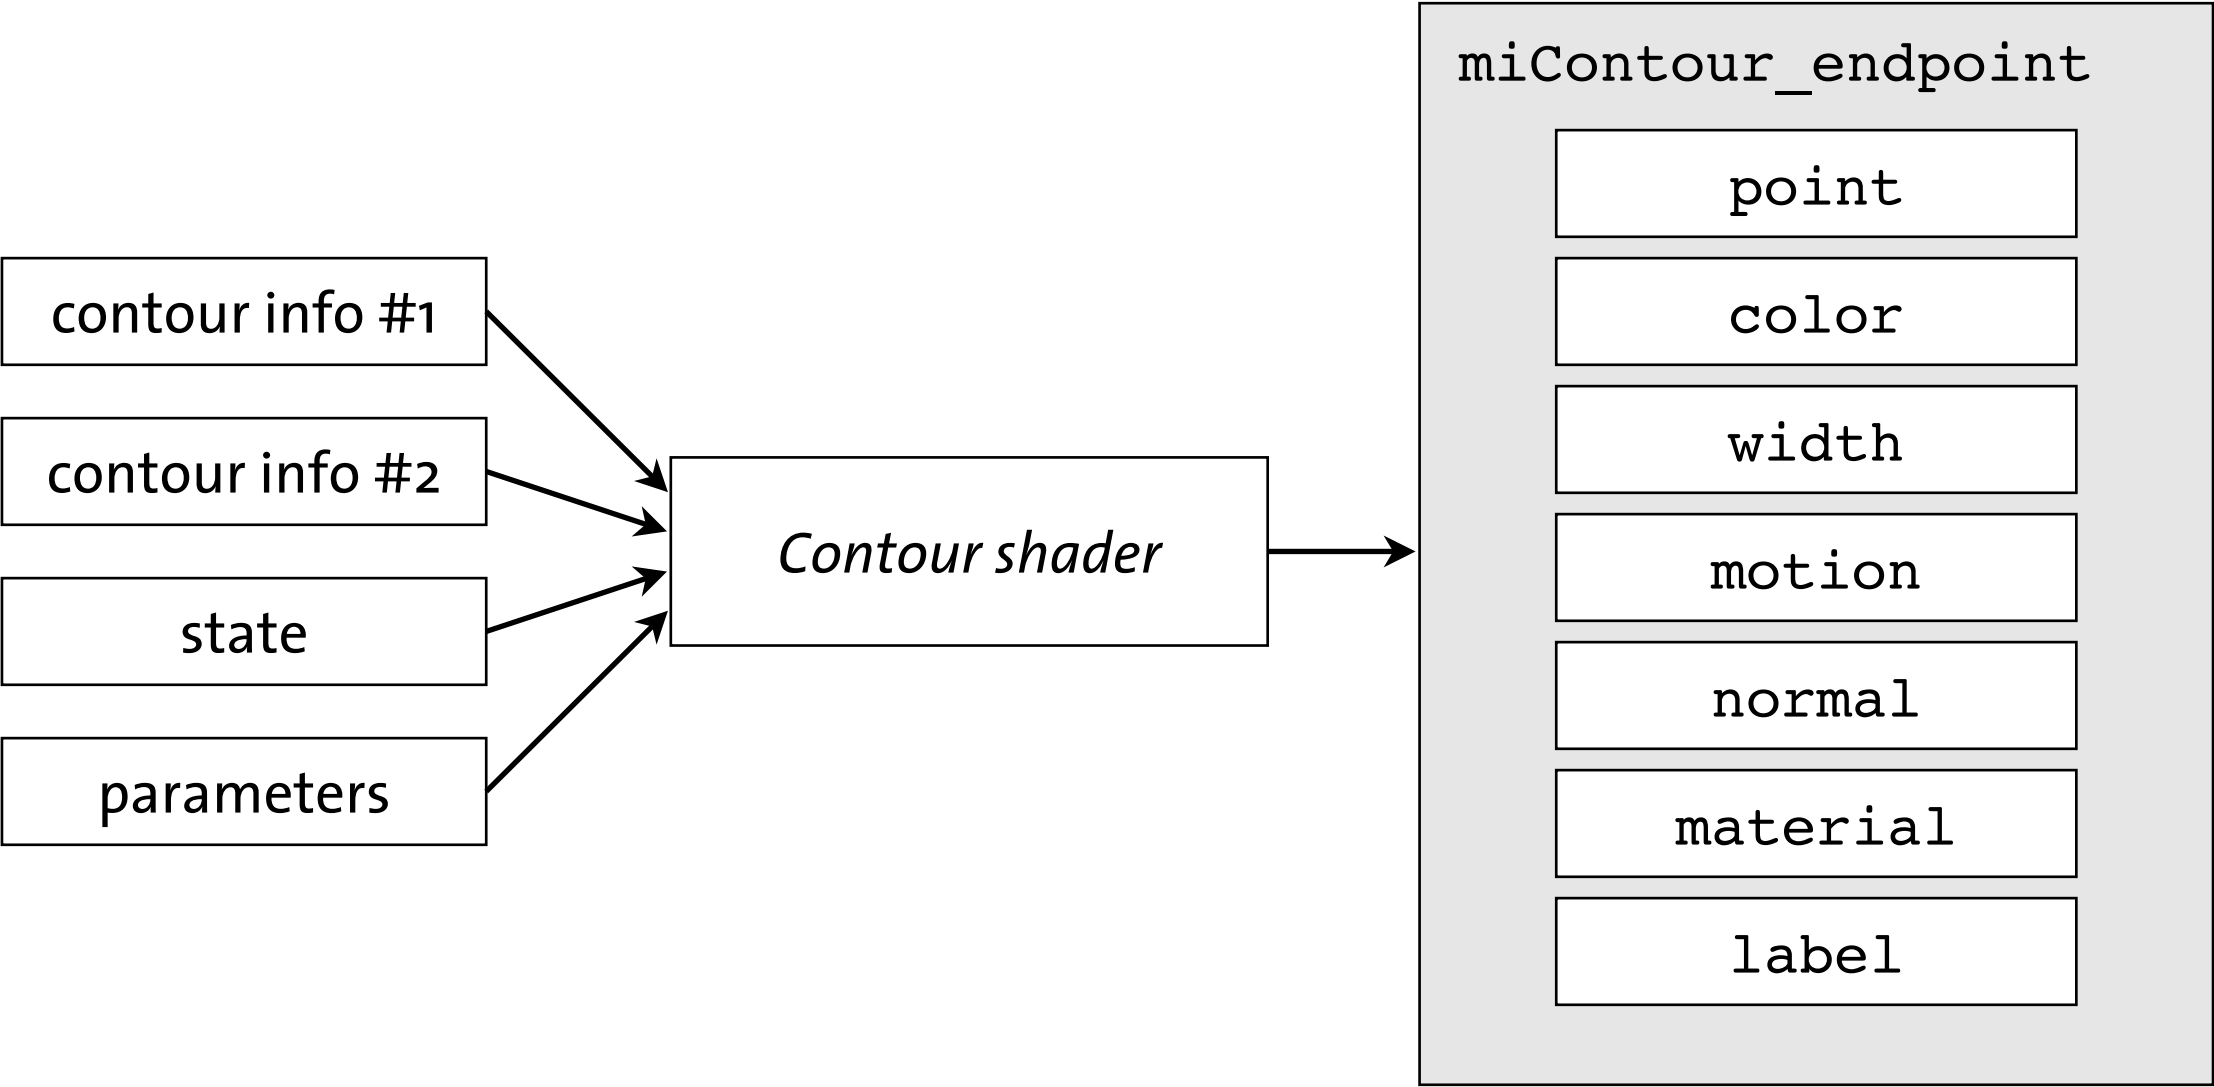 contour info #1
contour info #2
state
parameters
Contour shader
miContour_endpoint
point
color
width
motion
normal
material
label